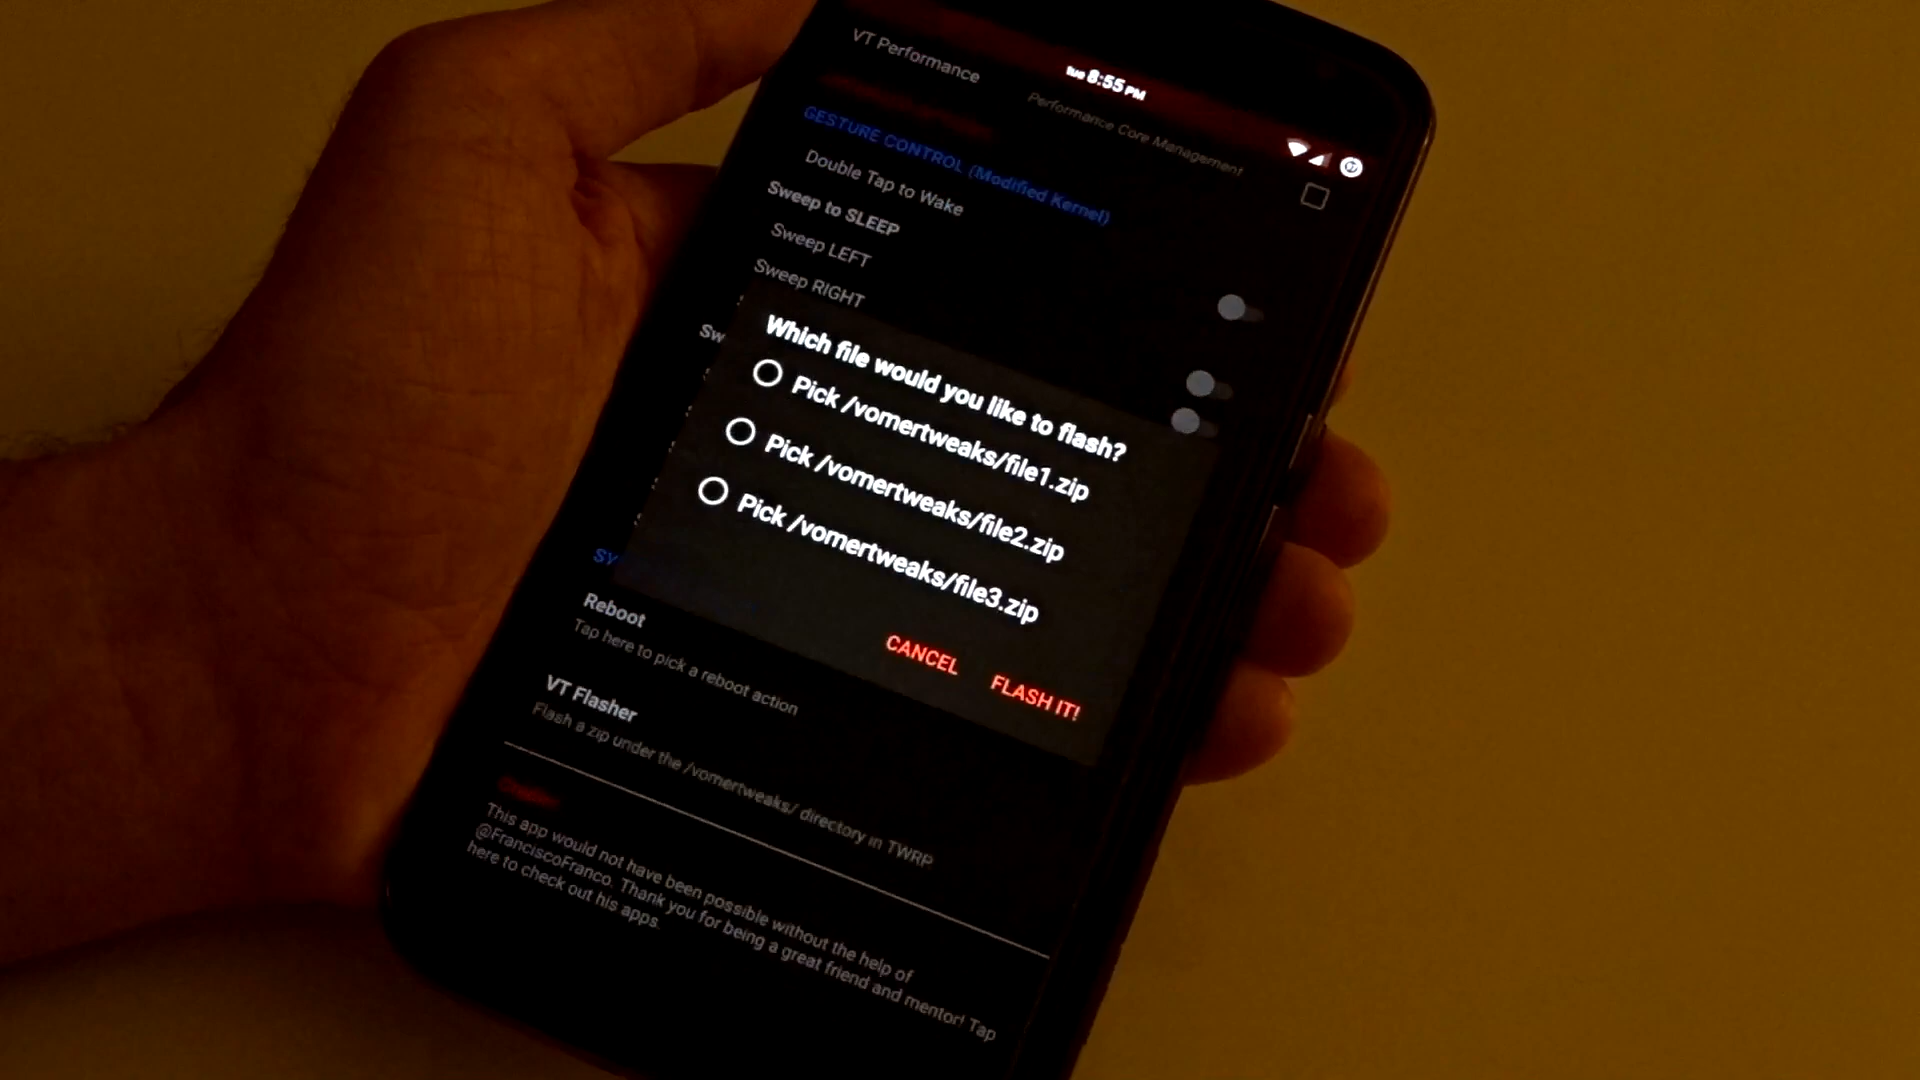 VT Performance
Tue 8:55 PM
Performance Core Management
GESTURE CONTROL (Modified Kernel)
Double Tap to Wake
Sweep to SLEEP
Sweep LEFT
Sweep RIGHT
Sw
Which file would you like to flash?
Pick /vomertweaks/file1.zip
Pick /vomertweaks/file2.zip
Pick /vomertweaks/file3.zip
CANCEL
FLASH IT!
SY
Reboot
Tap here to pick a reboot action
VT Flasher
Flash a zip under the /vomertweaks/ directory in TWRP
This app would not have been possible without the help of
@FranciscoFranco. Thank you for being a great friend and mentor! Tap
here to check out his apps.